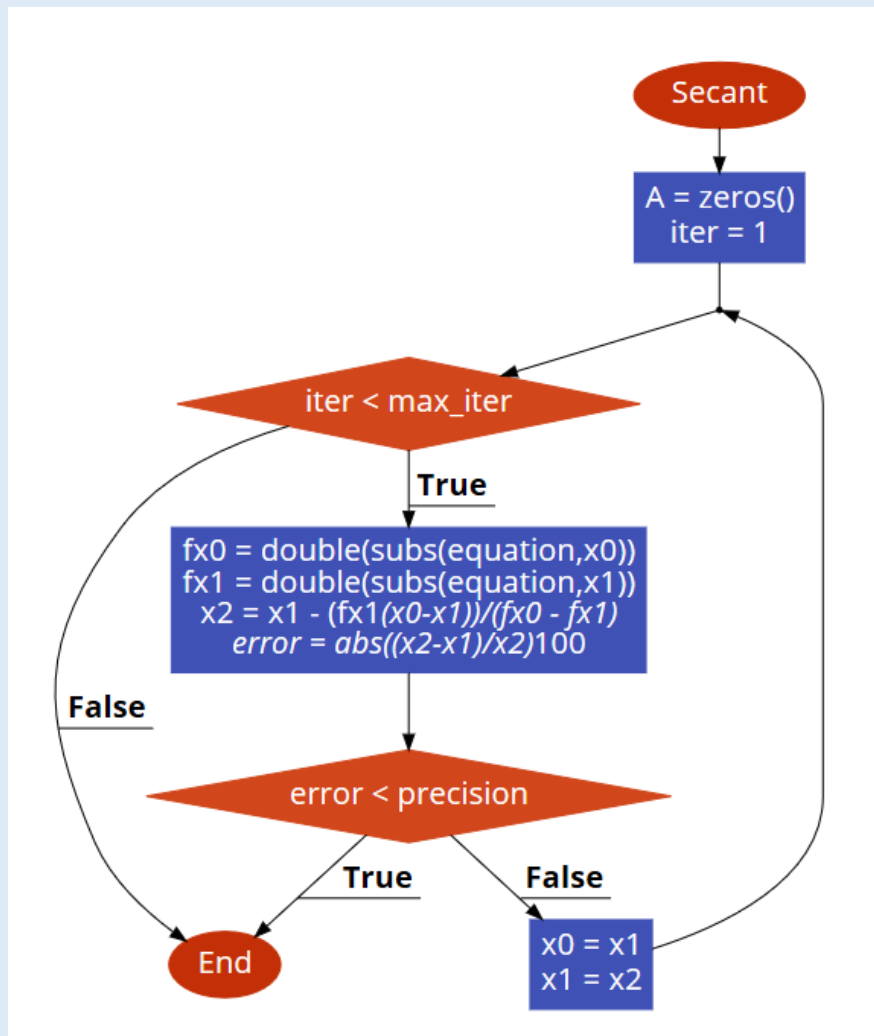 Secant
A = zeros()
iter = 1
iter < max_iter
True
fx0 = double(subs(equation,x0))
fx1 = double(subs(equation,x1))
x2 = x1 - (fx1(x0-x1))/(fx0 - fx1)
error = abs((x2-x1)/x2)100
False
error < precision
True
False
End
x0 = x1
x1 = x2